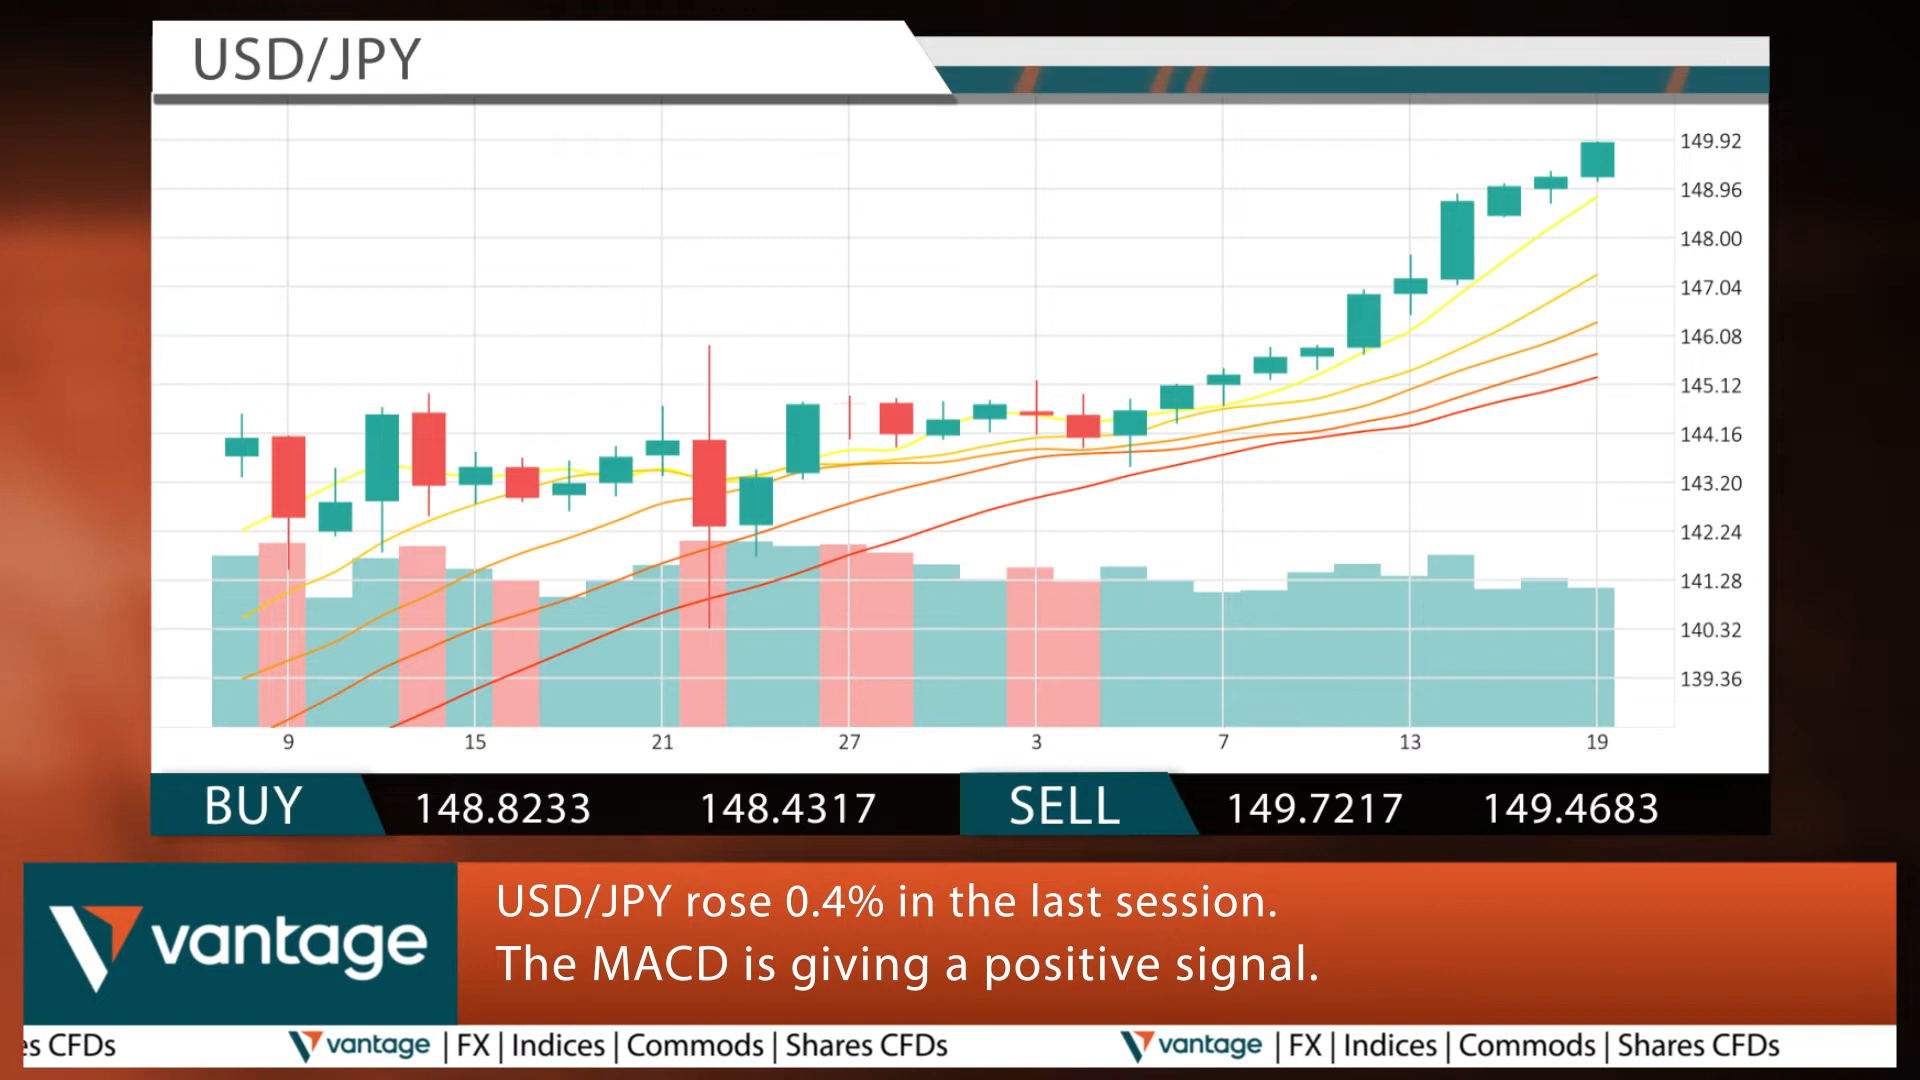 USD/JPY
149.92
148.96
148.00
147.04
146.08
145.12
144.16
143.20
142.24
141.28
140.32
139.36
9 15 21 27 3 7 13 19
BUY 148.8233 148.4317 SELL 149.7217 149.4683
vantage
USD/JPY rose 0.4% in the last session.
The MACD is giving a positive signal.
CFDs vantage | FX | Indices | Commods | Shares CFDs vantage | FX | Indices | Commods | Shares CFDs